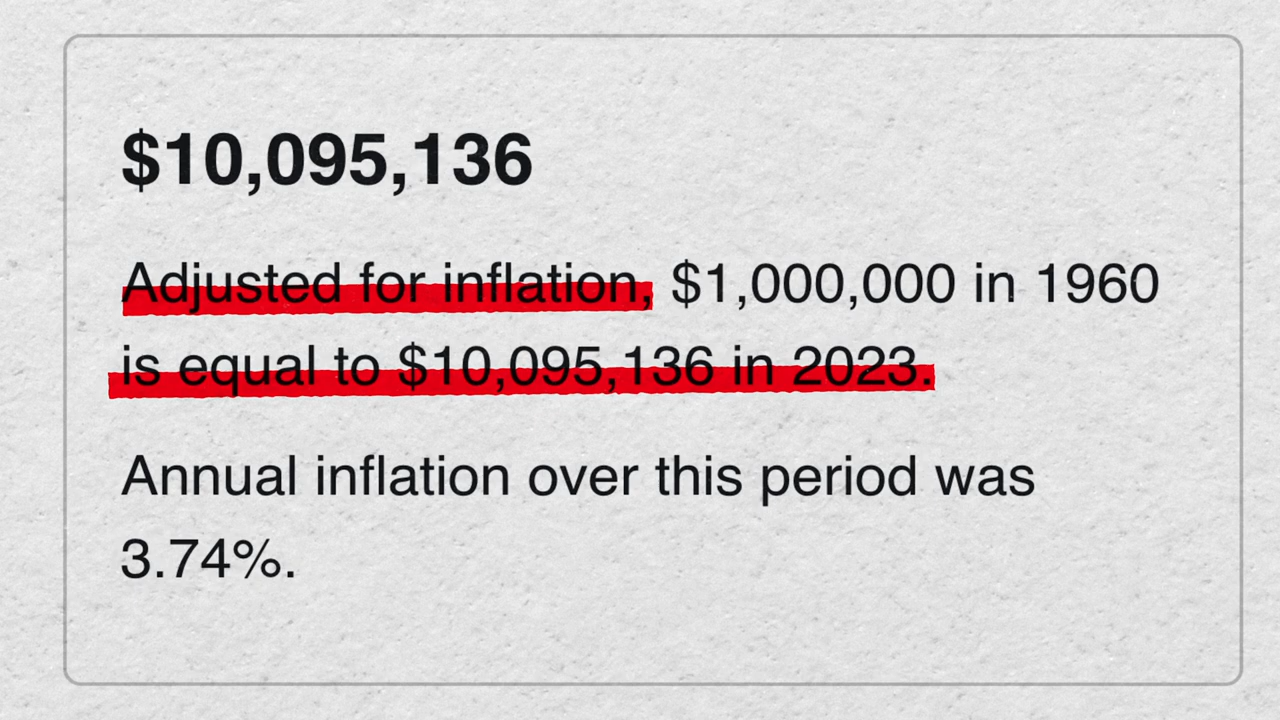 $10,095,136
Adjusted for inflation, $1,000,000 in 1960
is equal to $10,095,136 in 2023.
Annual inflation over this period was
3.74%.